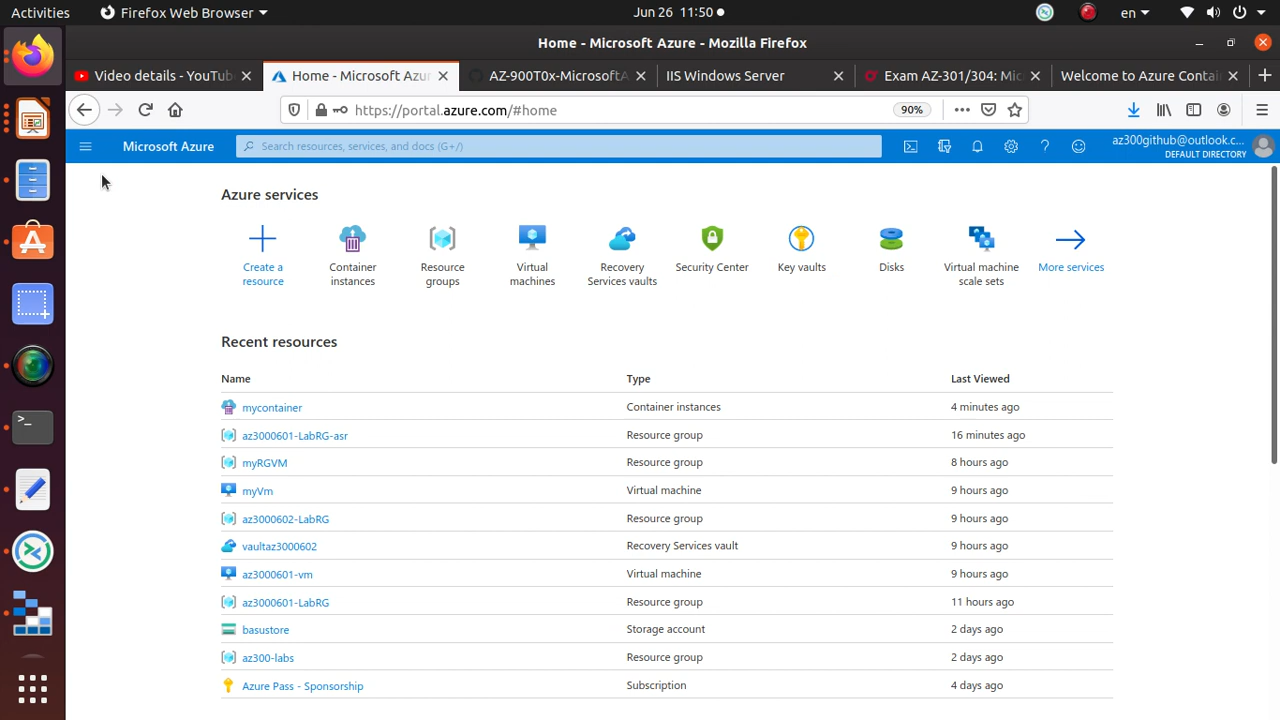 Activities Firefox Web Browser Jun 26 11:50 en
Home - Microsoft Azure - Mozilla Firefox
Video details - YouTub Home - Microsoft Azur AZ-900T0x-MicrosoftA IIS Windows Server Exam AZ-301/304: Mic Welcome to Azure Contai
https://portal.azure.com/#home 90%
Microsoft Azure Search resources, services, and docs (G+/) az300github@outlook.c...
DEFAULT DIRECTORY
Azure services
Create a resource
Container instances
Resource groups
Virtual machines
Recovery Services vaults
Security Center
Key vaults
Disks
Virtual machine scale sets
More services
Recent resources
Name Type Last Viewed
mycontainer Container instances 4 minutes ago
az3000601-LabRG-asr Resource group 16 minutes ago
myRGVM Resource group 8 hours ago
myVm Virtual machine 9 hours ago
az3000602-LabRG Resource group 9 hours ago
vaultaz3000602 Recovery Services vault 9 hours ago
az3000601-vm Virtual machine 9 hours ago
az3000601-LabRG Resource group 11 hours ago
basustore Storage account 2 days ago
az300-labs Resource group 2 days ago
Azure Pass - Sponsorship Subscription 4 days ago